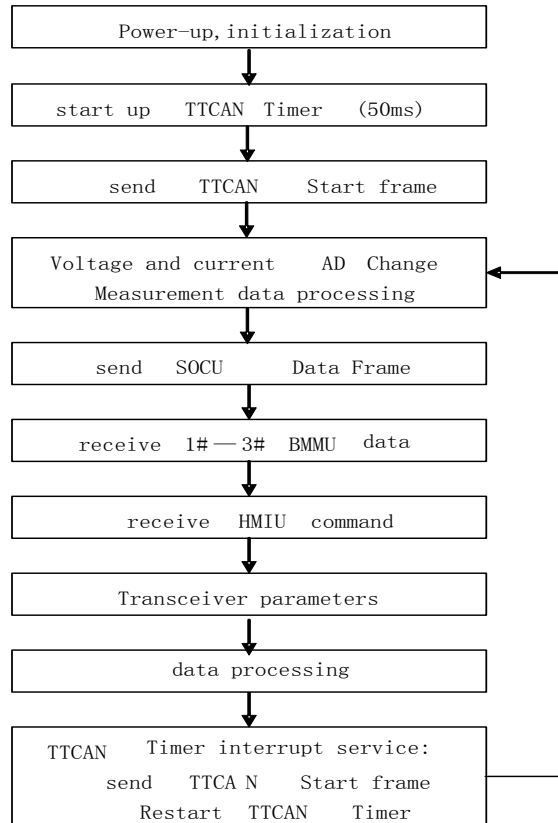 Power-up, initialization
start up TTCAN Timer (50ms)
send TTCAN Start frame
Voltage and current AD Change
Measurement data processing
send SOCU Data Frame
receive 1#—3# BMMU data
receive HMIU command
Transceiver parameters
data processing
TTCAN Timer interrupt service:
send TTCA N Start frame
Restart TTCAN Timer